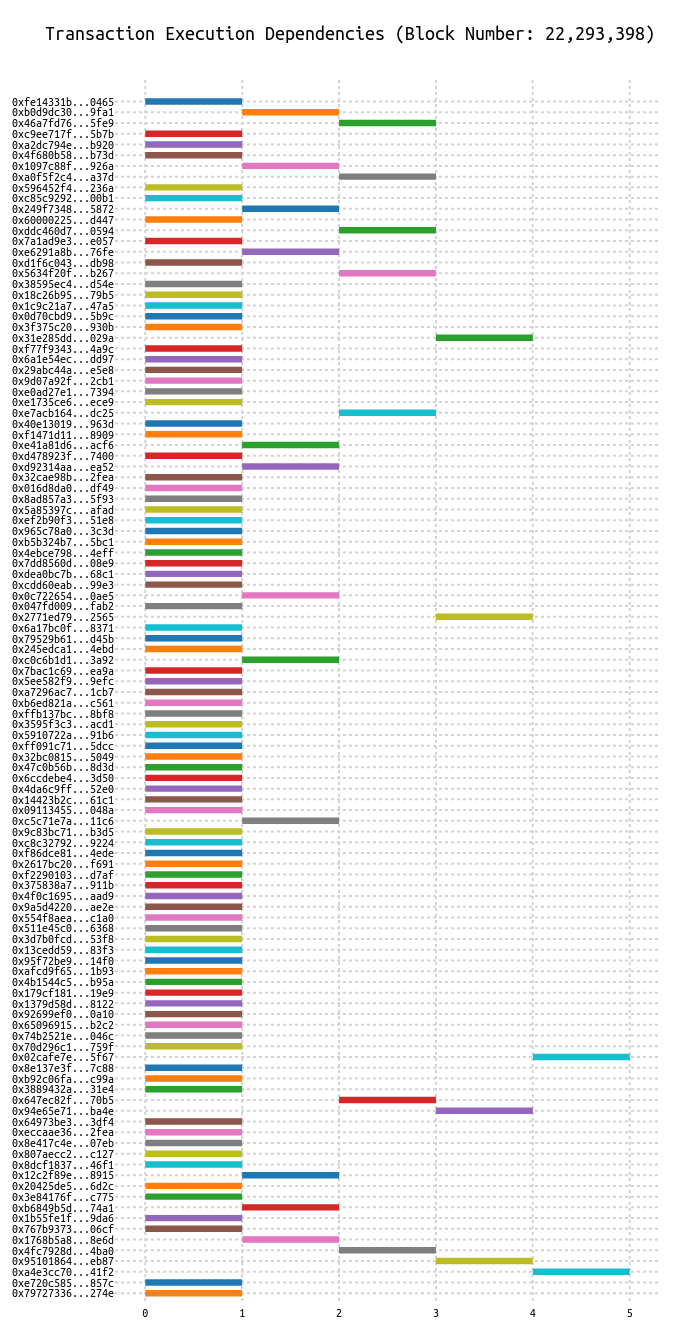 Transaction Execution Dependencies (Block Number: 22,293,398)
0xfe14331b...0465
0xb0d9dc30...9fa1
0x46a7fd76...5fe9
0xc9ee717f...5b7b
0xa2dc794e...b920
0x4f680b58...b73d
0x1097c88f...926a
0xa0f5f2c4...a37d
0x596452f4...236a
0xc85c9292...00b1
0x249f7348...5872
0x60000225...d447
0xddc460d7...0594
0x7a1ad9e3...e057
0xe6291a8b...76fe
0xd1f6c043...db98
0x5634f20f...b267
0x38595ec4...d54e
0x18c26b95...79b5
0x1c9c21a7...47a5
0x0d70cbd9...5b9c
0x3f375c20...930b
0x31e285dd...029a
0xf77f9343...4a9c
0x6a1e54ec...dd97
0x29abc44a...e5e8
0x9d07a92f...2cb1
0xe0ad27e1...7394
0xe1735ce6...ece9
0xe7acb164...dc25
0x40e13019...963d
0xf1471d11...8909
0xe41a81d6...acf6
0xd478923f...7400
0xd92314aa...ea52
0x32cae98b...2fea
0x016d8da0...df49
0x8ad857a3...5f93
0x5a85397c...afad
0xef2b90f3...51e8
0x965c78a0...3c3d
0xb5b324b7...5bc1
0x4ebce798...4eff
0x7dd8560d...08e9
0xdea0bc7b...68c1
0xcdd60eab...99e3
0x0c722654...0ae5
0x047fd009...fab2
0x2771ed79...2565
0x6a17bc0f...8371
0x79529b61...d45b
0x245edca1...4ebd
0xc0c6b1d1...3a92
0x7bac1c69...ea9a
0x5ee582f9...9efc
0xa7296ac7...1cb7
0xb6ed821a...c561
0xffb137bc...8bf8
0x3595f3c3...acd1
0x5910722a...91b6
0xff091c71...5dcc
0x32bc0815...5049
0x47c0b56b...8d3d
0x6ccdebe4...3d50
0x4da6c9ff...52e0
0x14423b2c...61c1
0x09113455...048a
0xc5c71e7a...11c6
0x9c83bc71...b3d5
0xc8c32792...9224
0xf86dce81...4ede
0x2617bc20...f691
0xf2290103...d7af
0x375838a7...911b
0x4f0c1695...aad9
0x9a5d4220...ae2e
0x554f8aea...c1a0
0x511e45c0...6368
0x3d7b0fcd...53f8
0x13cedd59...83f3
0x95f72be9...14f0
0xafcd9f65...1b93
0x4b1544c5...b95a
0x179cf181...19e9
0x1379d58d...8122
0x92699ef0...0a10
0x65096915...b2c2
0x74b2521e...046c
0x70d296c1...759f
0x02cafe7e...5f67
0x8e137e3f...7c88
0xb92c06fa...c99a
0x3889432a...31e4
0x647ec82f...70b5
0x94e65e71...ba4e
0x64973be3...3df4
0xeccaae36...2fea
0x8e417c4e...07eb
0x807aecc2...c127
0x8dcf1837...46f1
0x12c2f89e...8915
0x20425de5...6d2c
0x3e84176f...c775
0xb6849b5d...74a1
0x1b55fe1f...9da6
0x767b9373...06cf
0x1768b5a8...8e6d
0x4fc7928d...4ba0
0x95101864...eb87
0xa4e3cc70...41f2
0xe720c585...857c
0x79727336...274e
0 1 2 3 4 5